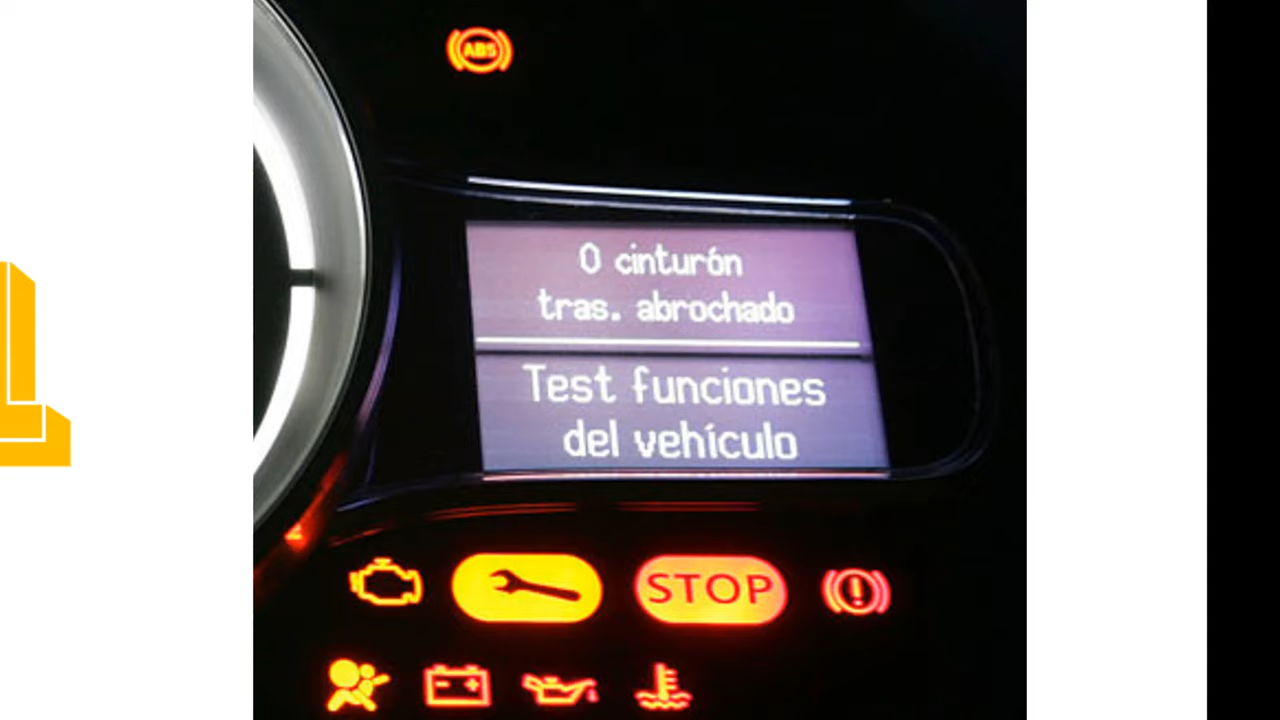 ABS
0 cinturón
tras. abrochado
Test funciones
del vehículo
STOP